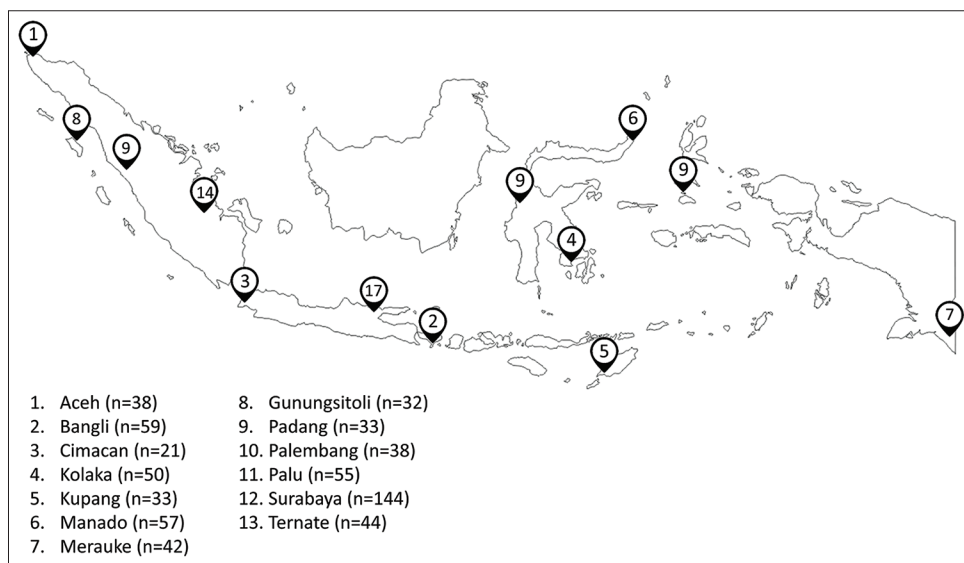 1
8
9
14
3
17
2
9
4
6
9
5
7
1. Aceh (n=38)
2. Bangli (n=59)
3. Cimacan (n=21)
4. Kolaka (n=50)
5. Kupang (n=33)
6. Manado (n=57)
7. Merauke (n=42)
8. Gunungsitoli (n=32)
9. Padang (n=33)
10. Palembang (n=38)
11. Palu (n=55)
12. Surabaya (n=144)
13. Ternate (n=44)